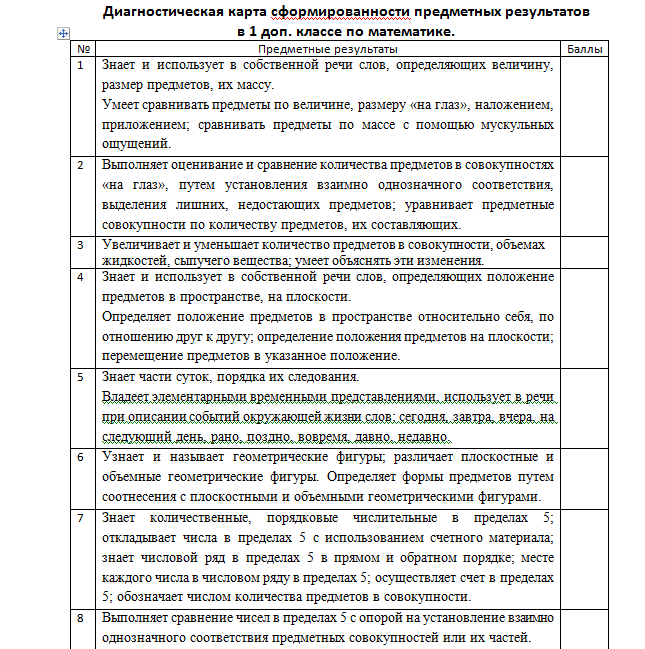 Диагностическая карта сформированности предметных результатов
в 1 доп. классе по математике.
№ Предметные результаты Баллы
1 Знает и использует в собственной речи слов, определяющих величину,
размер предметов, их массу.
Умеет сравнивать предметы по величине, размеру «на глаз», наложением,
приложением; сравнивать предметы по массе с помощью мускульных
ощущений.
2 Выполняет оценивание и сравнение количества предметов в совокупностях
«на глаз», путем установления взаимно однозначного соответствия,
выделения лишних, недостающих предметов; уравнивает предметные
совокупности по количеству предметов, их составляющих.
3 Увеличивает и уменьшает количество предметов в совокупности, объемах
жидкостей, сыпучего вещества; умеет объяснять эти изменения.
4 Знает и использует в собственной речи слов, определяющих положение
предметов в пространстве, на плоскости.
Определяет положение предметов в пространстве относительно себя, по
отношению друг к другу; определение положения предметов на плоскости;
перемещение предметов в указанное положение.
5 Знает части суток, порядка их следования.
Владеет элементарными временными представлениями, использует в речи
при описании событий окружающей жизни слов: сегодня, завтра, вчера, на
следующий день, рано, поздно, вовремя, давно, недавно.
6 Узнает и называет геометрические фигуры; различает плоскостные и
объемные геометрические фигуры. Определяет формы предметов путем
соотнесения с плоскостными и объемными геометрическими фигурами.
7 Знает количественные, порядковые числительные в пределах 5;
откладывает числа в пределах 5 с использованием счетного материала;
знает числовой ряд в пределах 5 в прямом и обратном порядке; месте
каждого числа в числовом ряду в пределах 5; осуществляет счет в пределах
5; обозначает числом количества предметов в совокупности.
8 Выполняет сравнение чисел в пределах 5 с опорой на установление взаимно
однозначного соответствия предметных совокупностей или их частей.